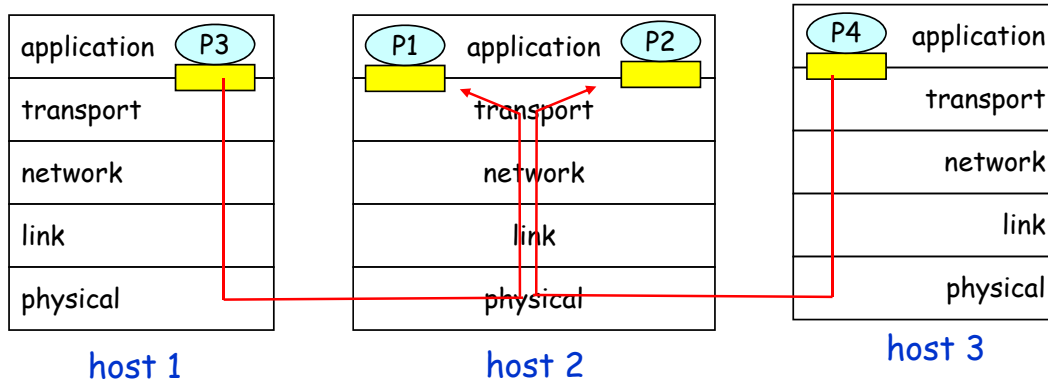 application P3
transport
network
link
physical
host 1
P1 application P2
transport
network
link
physical
host 2
P4 application
transport
network
link
physical
host 3